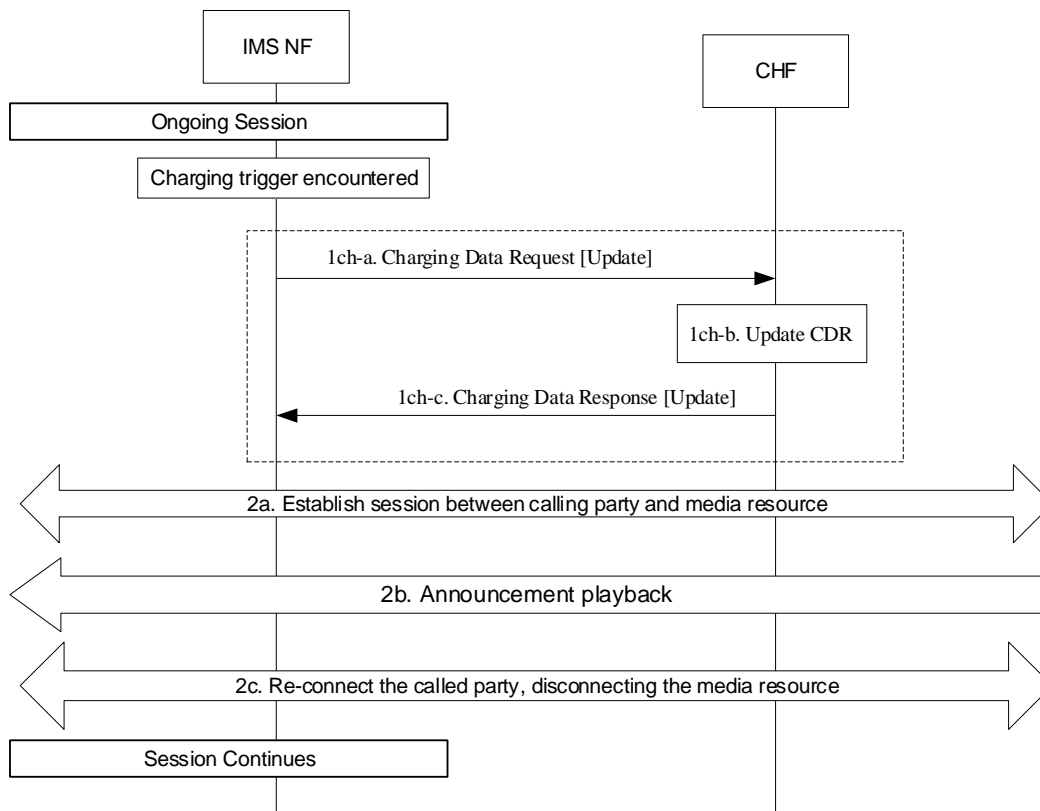 IMS NF
CHF
Ongoing Session
Charging trigger encountered
1ch-a. Charging Data Request [Update]
1ch-b. Update CDR
1ch-c. Charging Data Response [Update]
2a. Establish session between calling party and media resource
2b. Announcement playback
2c. Re-connect the called party, disconnecting the media resource
Session Continues